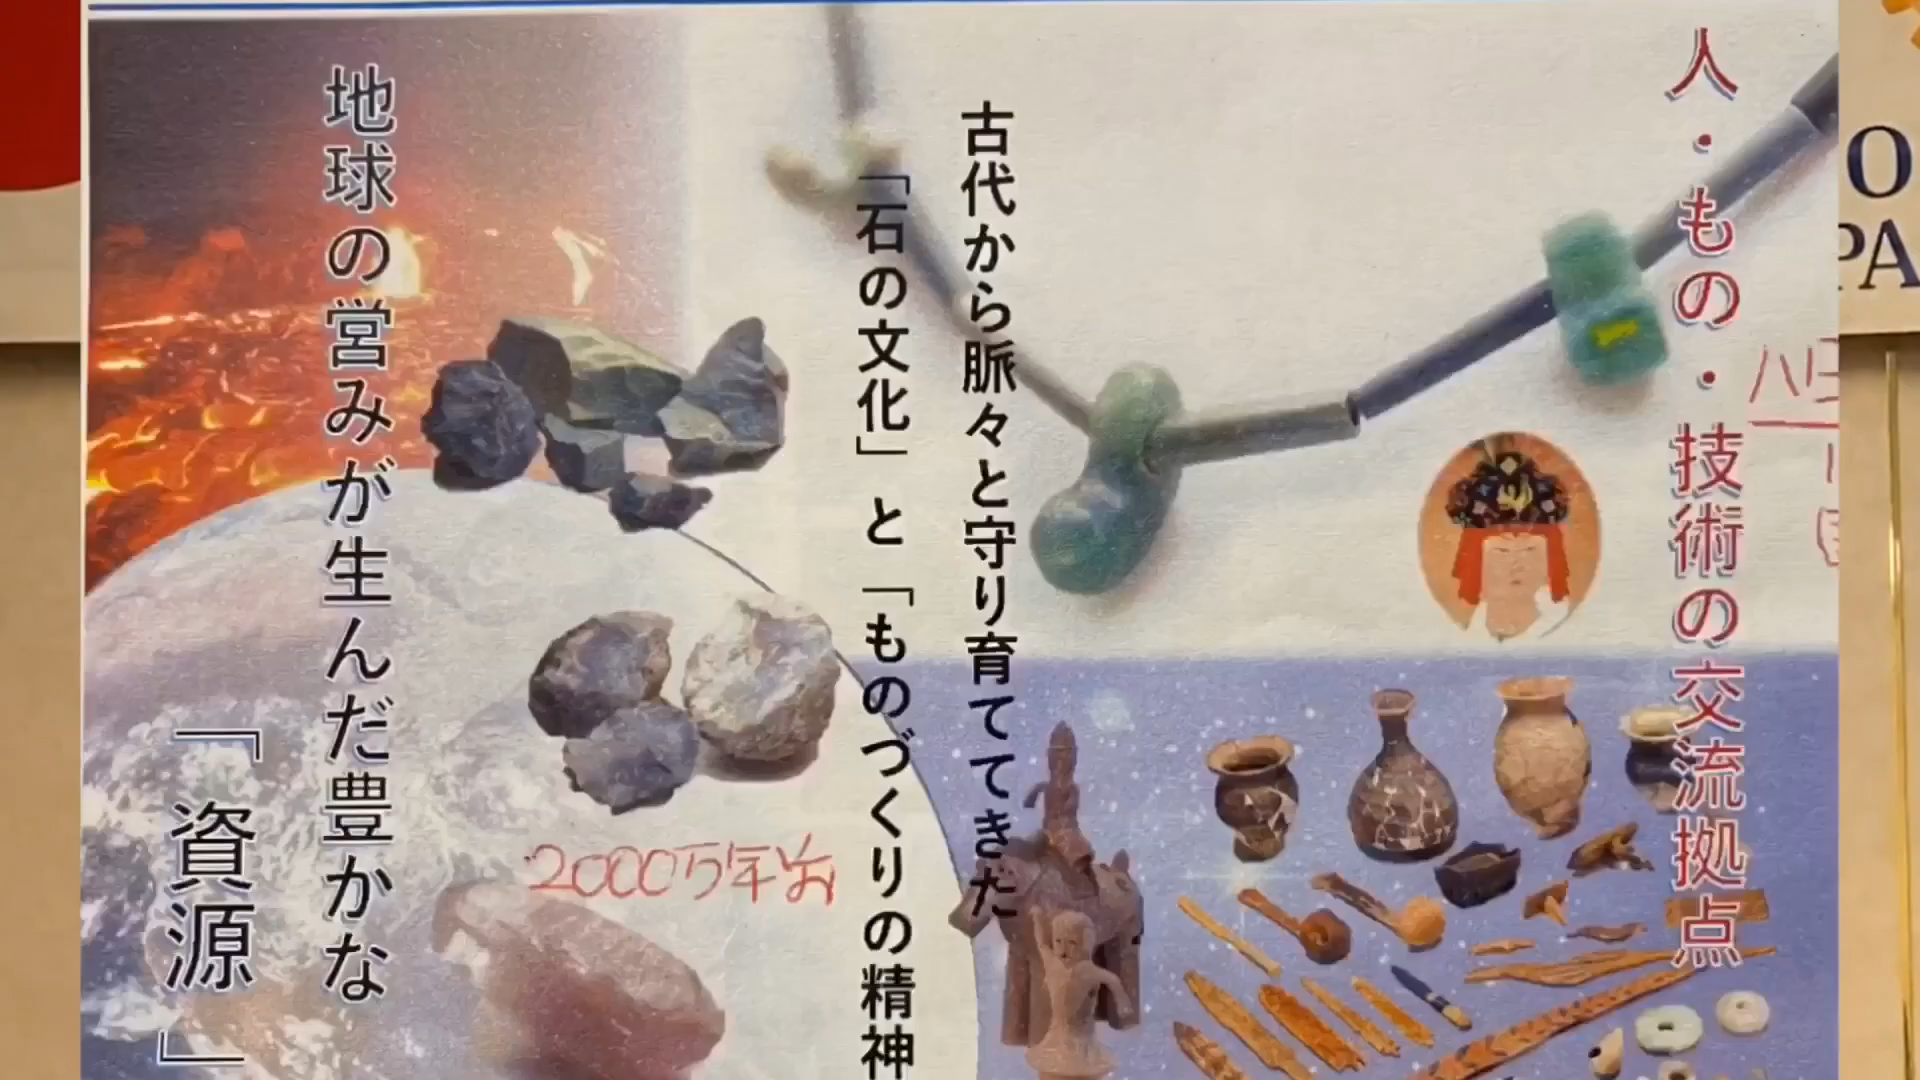 人・もの・技術の交流拠点
古代から脈々と守り育ててきた
「石の文化」と「ものづくりの精神
地球の営みが生んだ豊かな
「資源」
2000万年前
O
PA